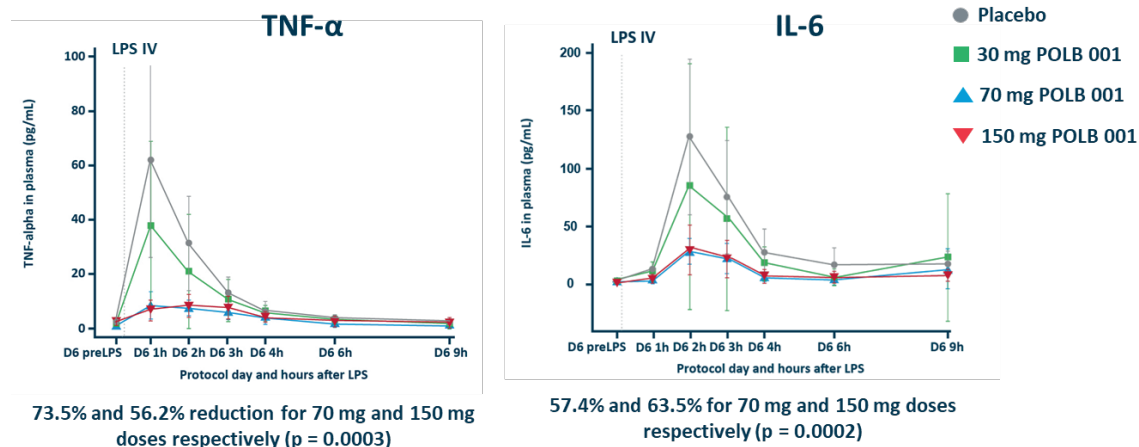 TNF-α
LPS IV
TNF-alpha in plasma (pg/mL)
100
80
60
40
20
0
D6 preLPS D6 1h D6 2h D6 3h D6 4h D6 6h D6 9h
Protocol day and hours after LPS
73.5% and 56.2% reduction for 70 mg and 150 mg
doses respectively (p = 0.0003)
IL-6
LPS IV
IL-6 in plasma (pg/mL)
200
150
100
50
0
D6 preLPS D6 1h D6 2h D6 3h D6 4h D6 6h D6 9h
Protocol day and hours after LPS
57.4% and 63.5% for 70 mg and 150 mg doses
respectively (p = 0.0002)
Placebo
30 mg POLB 001
70 mg POLB 001
150 mg POLB 001